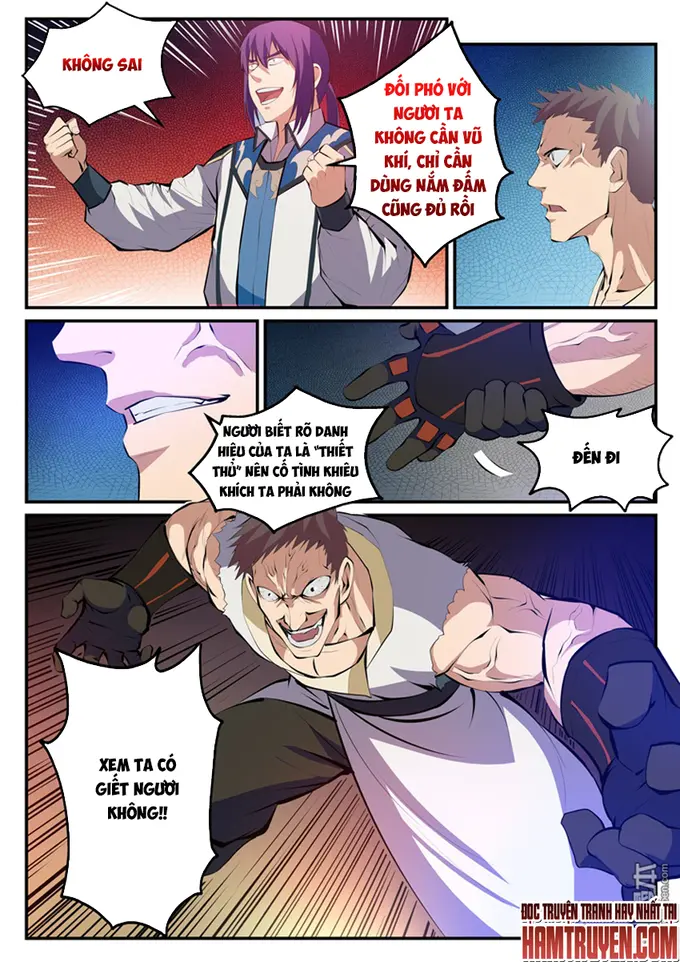 KHÔNG SAI
ĐỐI PHÓ VỚI
NGƯỜI TA
KHÔNG CẦN VŨ
KHÍ, CHỈ CẦN
DÙNG NẮM ĐẤM
CŨNG ĐỦ RỒI
NGƯỜI BIẾT RÕ DANH
HIỆU CỦA TA LÀ "THIẾT
THỦ" NÊN CỐ TÌNH KHIÊU
KHÍCH TA PHẢI KHÔNG
ĐẾN ĐI
XEM TA CÓ
GIẾT NGƯƠI
KHÔNG!!
ĐỌC TRUYỆN TRANH HAY NHẤT TẠI
HAMTRUYEN.COM